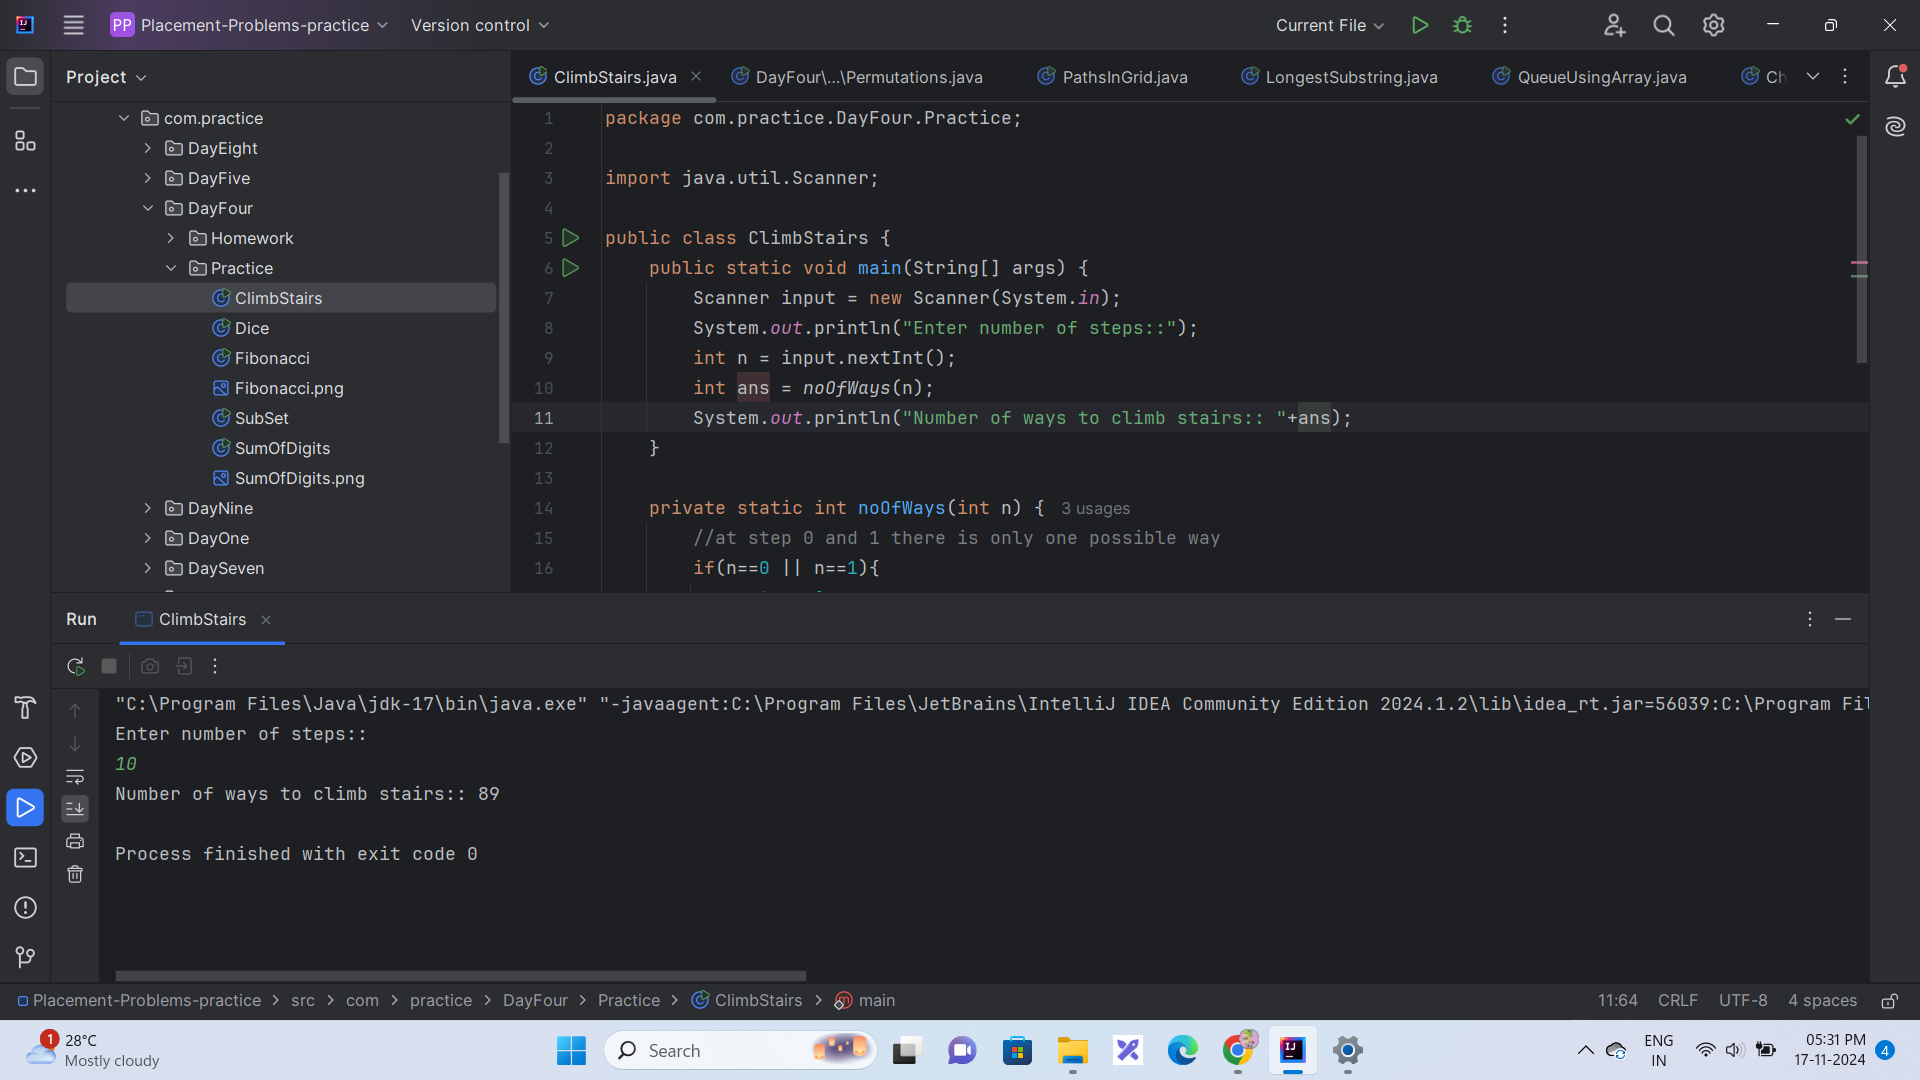 PP Placement-Problems-practice Version control Current File
Project
ClimbStairs.java DayFour\...\Permutations.java PathsInGrid.java LongestSubstring.java QueueUsingArray.java Ch
com.practice
DayEight
DayFive
DayFour
Homework
Practice
ClimbStairs
Dice
Fibonacci
Fibonacci.png
SubSet
SumOfDigits
SumOfDigits.png
DayNine
DayOne
DaySeven
1 package com.practice.DayFour.Practice;
2
3 import java.util.Scanner;
4
5 public class ClimbStairs {
6 public static void main(String[] args) {
7 Scanner input = new Scanner(System.in);
8 System.out.println("Enter number of steps::");
9 int n = input.nextInt();
10 int ans = noOfWays(n);
11 System.out.println("Number of ways to climb stairs:: "+ans);
12 }
13
14 private static int noOfWays(int n) { 3 usages
15 //at step 0 and 1 there is only one possible way
16 if(n==0 || n==1){
Run ClimbStairs
"C:\Program Files\Java\jdk-17\bin\java.exe" "-javaagent:C:\Program Files\JetBrains\IntelliJ IDEA Community Edition 2024.1.2\lib\idea_rt.jar=56039:C:\Program Fil
Enter number of steps::
10
Number of ways to climb stairs:: 89
Process finished with exit code 0
Placement-Problems-practice > src > com > practice > DayFour > Practice > ClimbStairs > main 11:64 CRLF UTF-8 4 spaces
1 28°C
Mostly cloudy
Search
ENG
IN
05:31 PM
17-11-2024
4